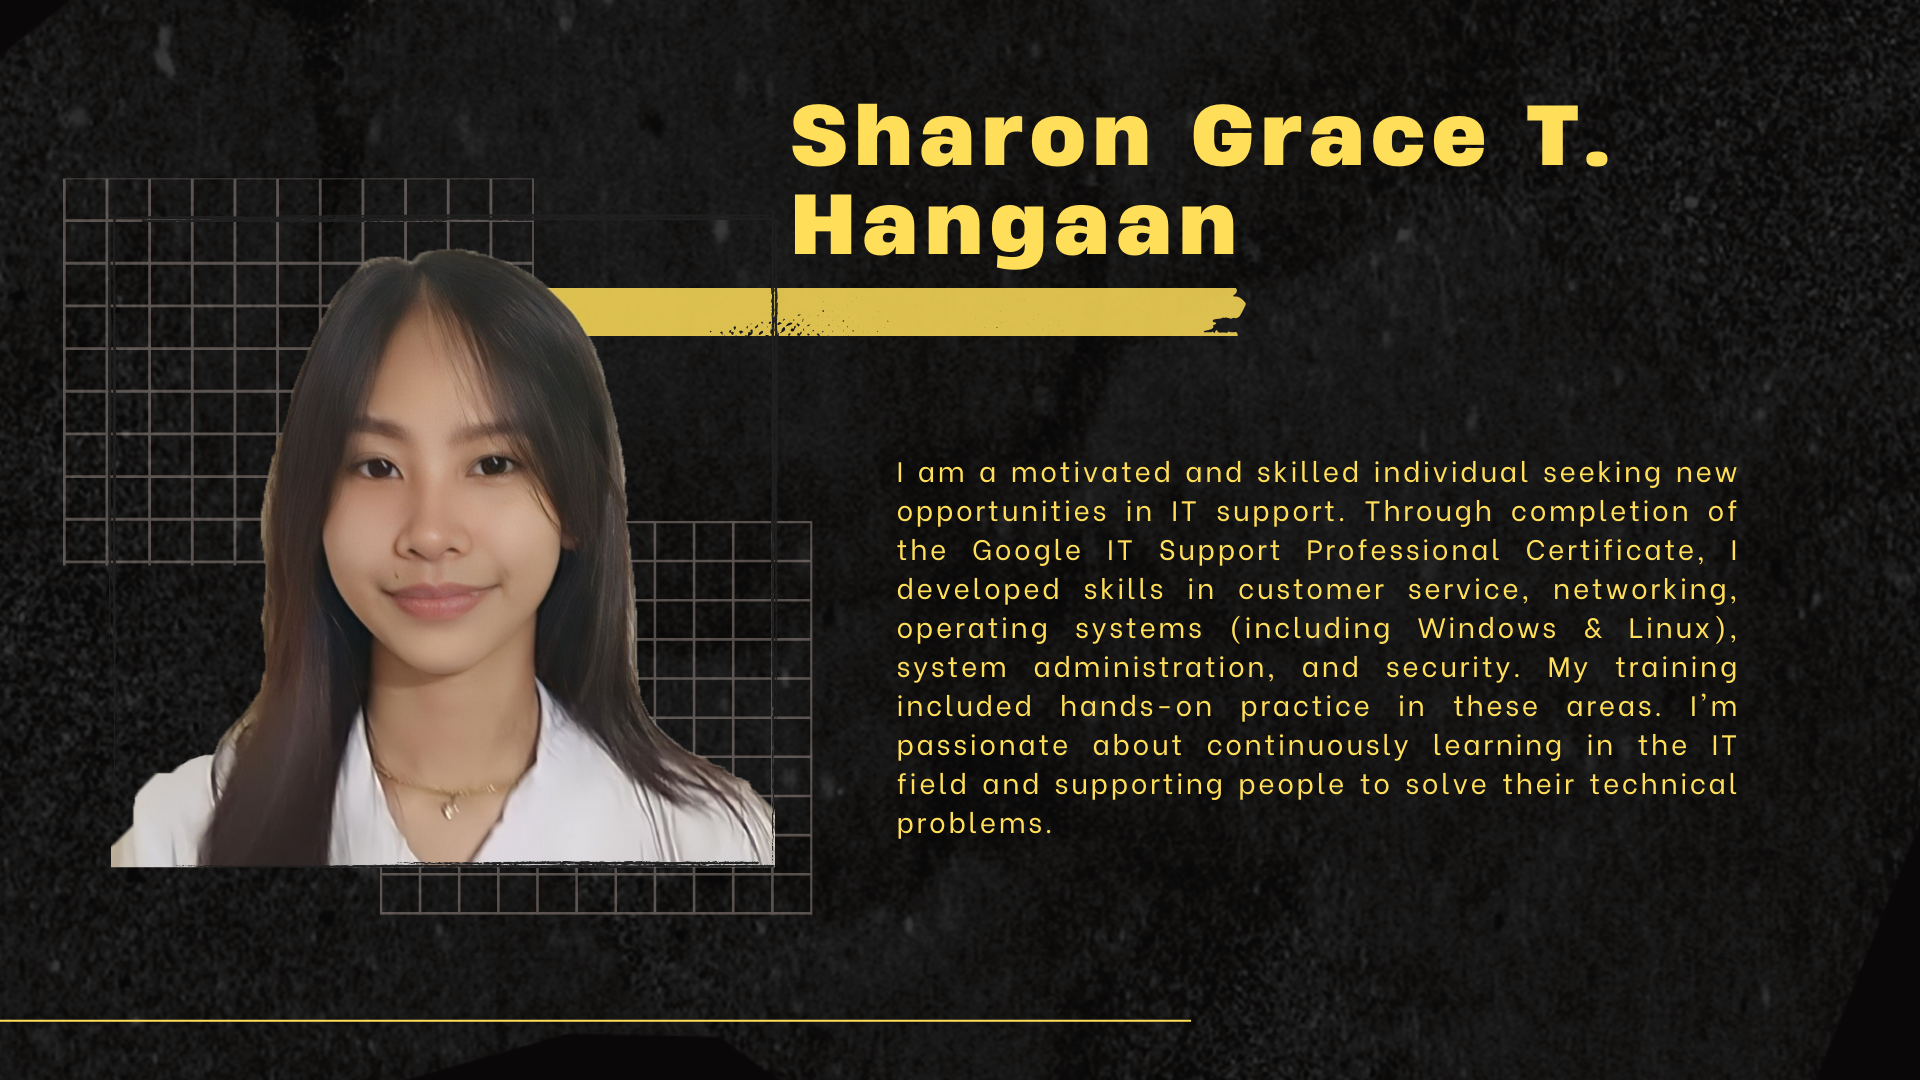 Sharon Grace T.
Hangaan
I am a motivated and skilled individual seeking new
opportunities in IT support. Through completion of
the Google IT Support Professional Certificate, I
developed skills in customer service, networking,
operating systems (including Windows & Linux),
system administration, and security. My training
included hands-on practice in these areas. I'm
passionate about continuously learning in the IT
field and supporting people to solve their technical
problems.